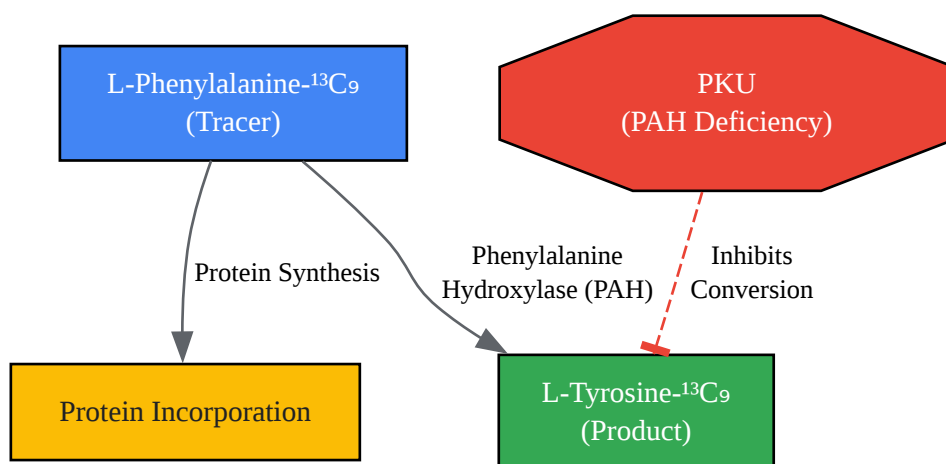 L-Phenylalanine-¹³C₉
(Tracer)
PKU
(PAH Deficiency)
Protein Synthesis
Phenylalanine
Hydroxylase (PAH)
Inhibits
Conversion
Protein Incorporation
L-Tyrosine-¹³C₉
(Product)